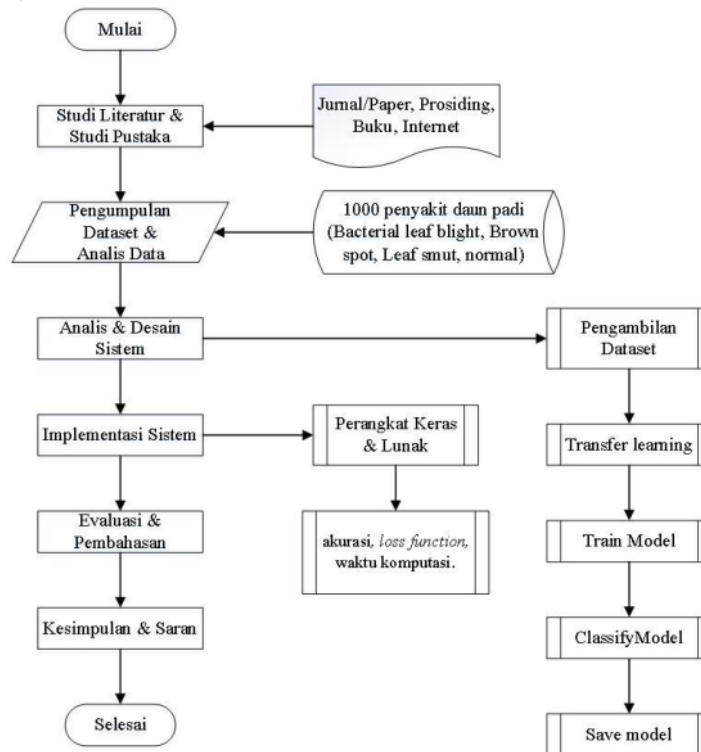 Mulai
Studi Literatur &
Studi Pustaka
Jurnal/Paper, Prosiding,
Buku, Internet
Pengumpulan
Dataset &
Analis Data
1000 penyakit daun padi
(Bacterial leaf blight, Brown
spot, Leaf smut, normal)
Analis & Desain
Sistem
Pengambilan
Dataset
Implementasi Sistem
Perangkat Keras
& Lunak
Transfer learning
Evaluasi &
Pembahasan
akurasi, loss function,
waktu komputasi.
Train Model
Kesimpulan & Saran
ClassifyModel
Selesai
Save model